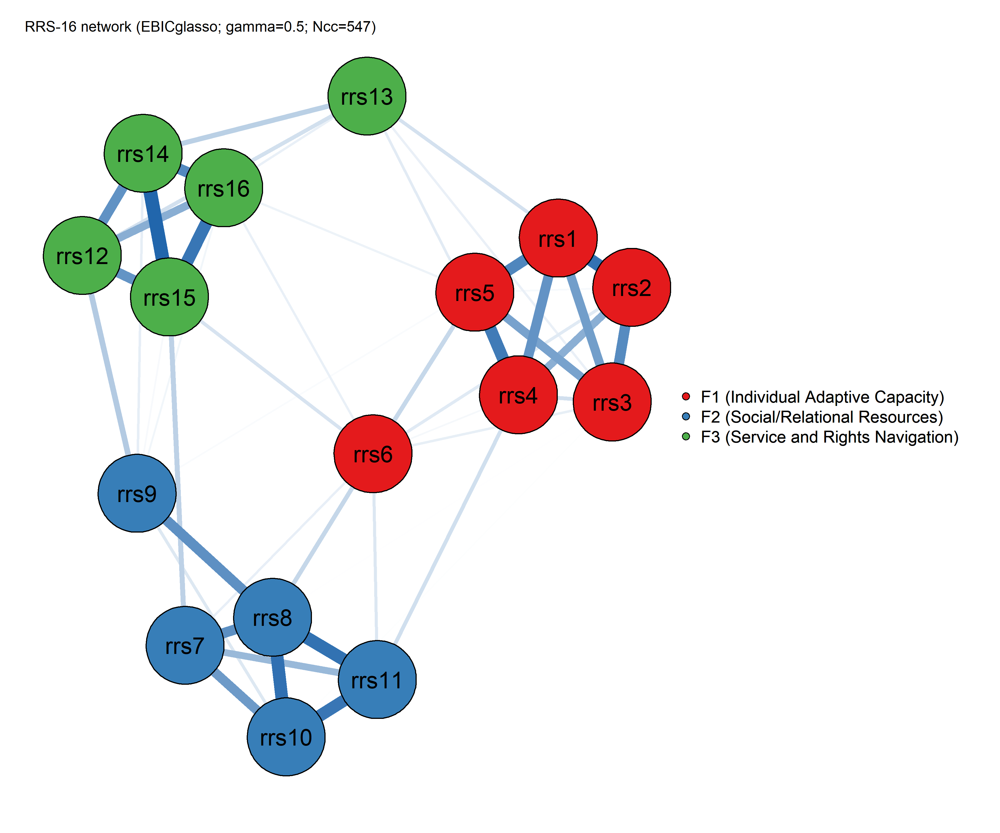 RRS-16 network (EBICglasso; gamma=0.5; Ncc=547)
rrs13
rrs14
rrs16
rrs1
rrs12
rrs2
rrs5
rrs15
rrs4
rrs3
F1 (Individual Adaptive Capacity)
F2 (Social/Relational Resources)
F3 (Service and Rights Navigation)
rrs6
rrs9
rrs8
rrs7
rrs11
rrs10